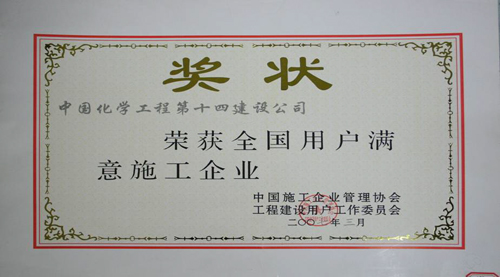 奖状
中国化学工程第十四建设公司
荣获全国用户满
意施工企业
中国施工企业管理协会
工程建设用户工作委员会
二〇〇 年三月